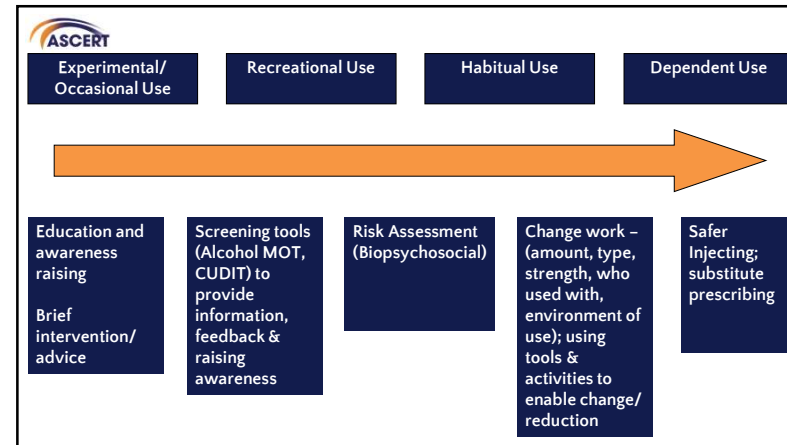 ASCERT
Experimental/
Occasional Use
Recreational Use
Habitual Use
Dependent Use
Education and
awareness
raising
Brief
intervention/
advice
Screening tools
(Alcohol MOT,
CUDIT) to
provide
information,
feedback &
raising
awareness
Risk Assessment
(Biopsychosocial)
Change work –
(amount, type,
strength, who
used with,
environment of
use); using
tools &
activities to
enable change/
reduction
Safer
Injecting;
substitute
prescribing